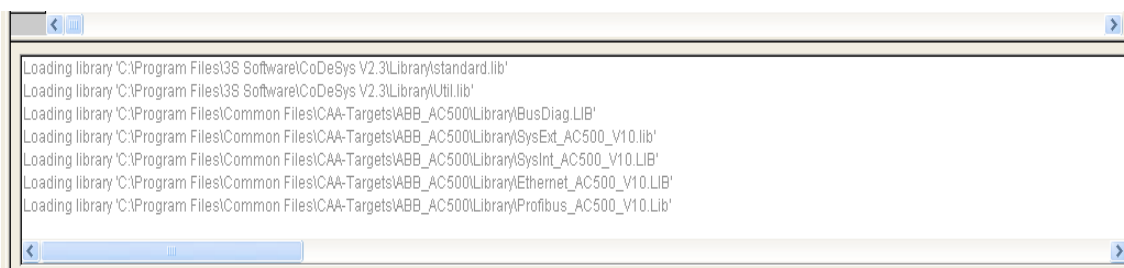 Loading library 'C:\Program Files\3S Software\CoDeSys V2.3\Library\standard.lib'
Loading library 'C:\Program Files\3S Software\CoDeSys V2.3\Library\Util.lib'
Loading library 'C:\Program Files\Common Files\CAA-Targets\ABB_AC500\Library\BusDiag.LIB'
Loading library 'C:\Program Files\Common Files\CAA-Targets\ABB_AC500\Library\SysExt_AC500_V10.lib'
Loading library 'C:\Program Files\Common Files\CAA-Targets\ABB_AC500\Library\SysInt_AC500_V10.LIB'
Loading library 'C:\Program Files\Common Files\CAA-Targets\ABB_AC500\Library\Ethernet_AC500_V10.LIB'
Loading library 'C:\Program Files\Common Files\CAA-Targets\ABB_AC500\Library\Profibus_AC500_V10.Lib'